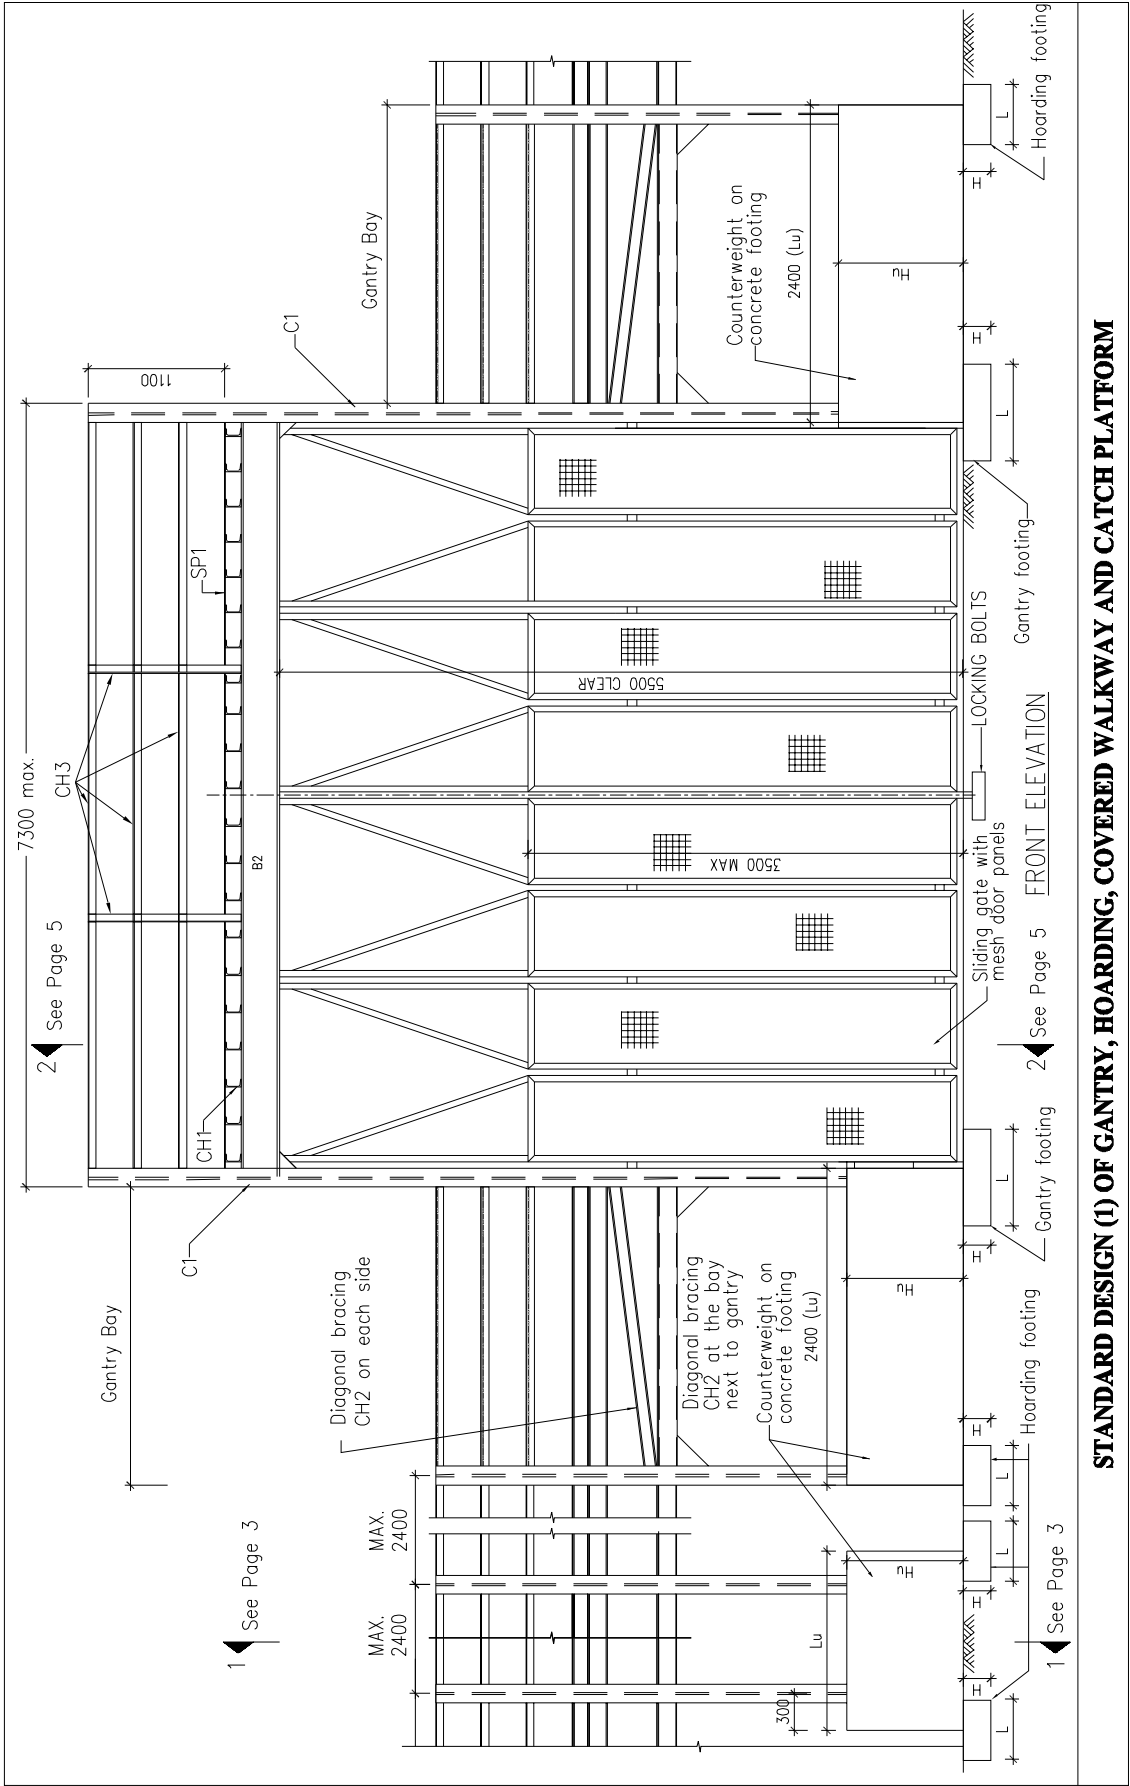 7300 max.
CH3
2
See Page 5
1100
Gantry Bay
C1
SP1
CH1
B2
C1
Gantry Bay
1
See Page 3
Diagonal bracing
CH2 on each side
MAX.
2400
MAX.
2400
5500 CLEAR
3500 MAX
Diagonal bracing
CH2 at the bay
next to gantry
Counterweight on
concrete footing
2400 (Lu)
Counterweight on
concrete footing
2400 (Lu)
Lu
300
Hu
Hu
Hu
H
H
H
H
H
H
L
L
L
L
L
L
LOCKING BOLTS
Sliding gate with
mesh door panels
Gantry footing
Gantry footing
Hoarding footing
Hoarding footing
1
See Page 3
2
See Page 5
FRONT ELEVATION
STANDARD DESIGN (1) OF GANTRY, HOARDING, COVERED WALKWAY AND CATCH PLATFORM